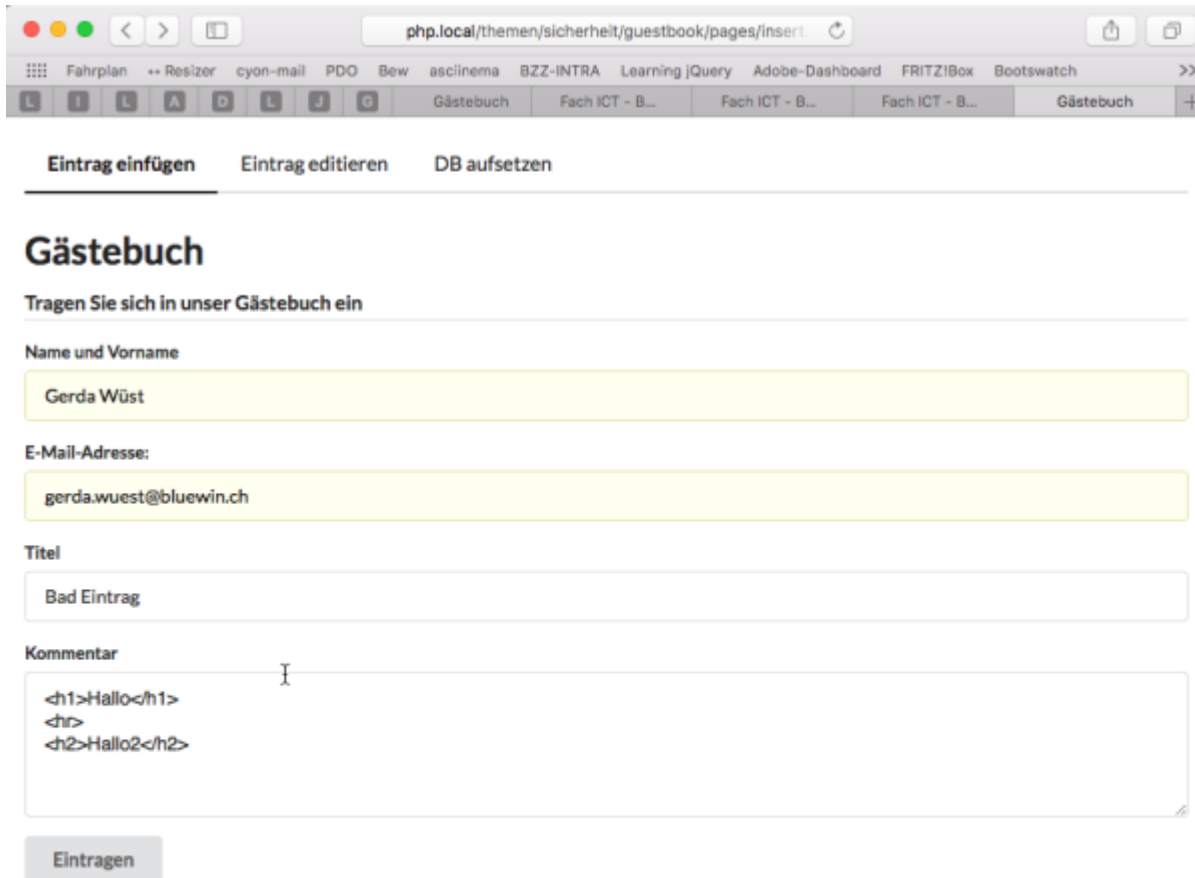 php.local/themen/sicherheit/guestbook/pages/insert.
Fahrplan ↔ Resizer cyon-mail PDO Bew asciinema BZZ-INTRA Learning jQuery Adobe-Dashboard FRITZ!Box Bootswatch >>
L I L A D L J G Gästebuch Fach ICT - B... Fach ICT - B... Fach ICT - B... Gästebuch +
Eintrag einfügen Eintrag editieren DB aufsetzen
Gästebuch
Tragen Sie sich in unser Gästebuch ein
Name und Vorname
Gerda Wüst
E-Mail-Adresse:
gerda.wuest@bluewin.ch
Titel
Bad Eintrag
Kommentar
<h1>Hallo</h1>
<hr>
<h2>Hallo2</h2>
Eintragen